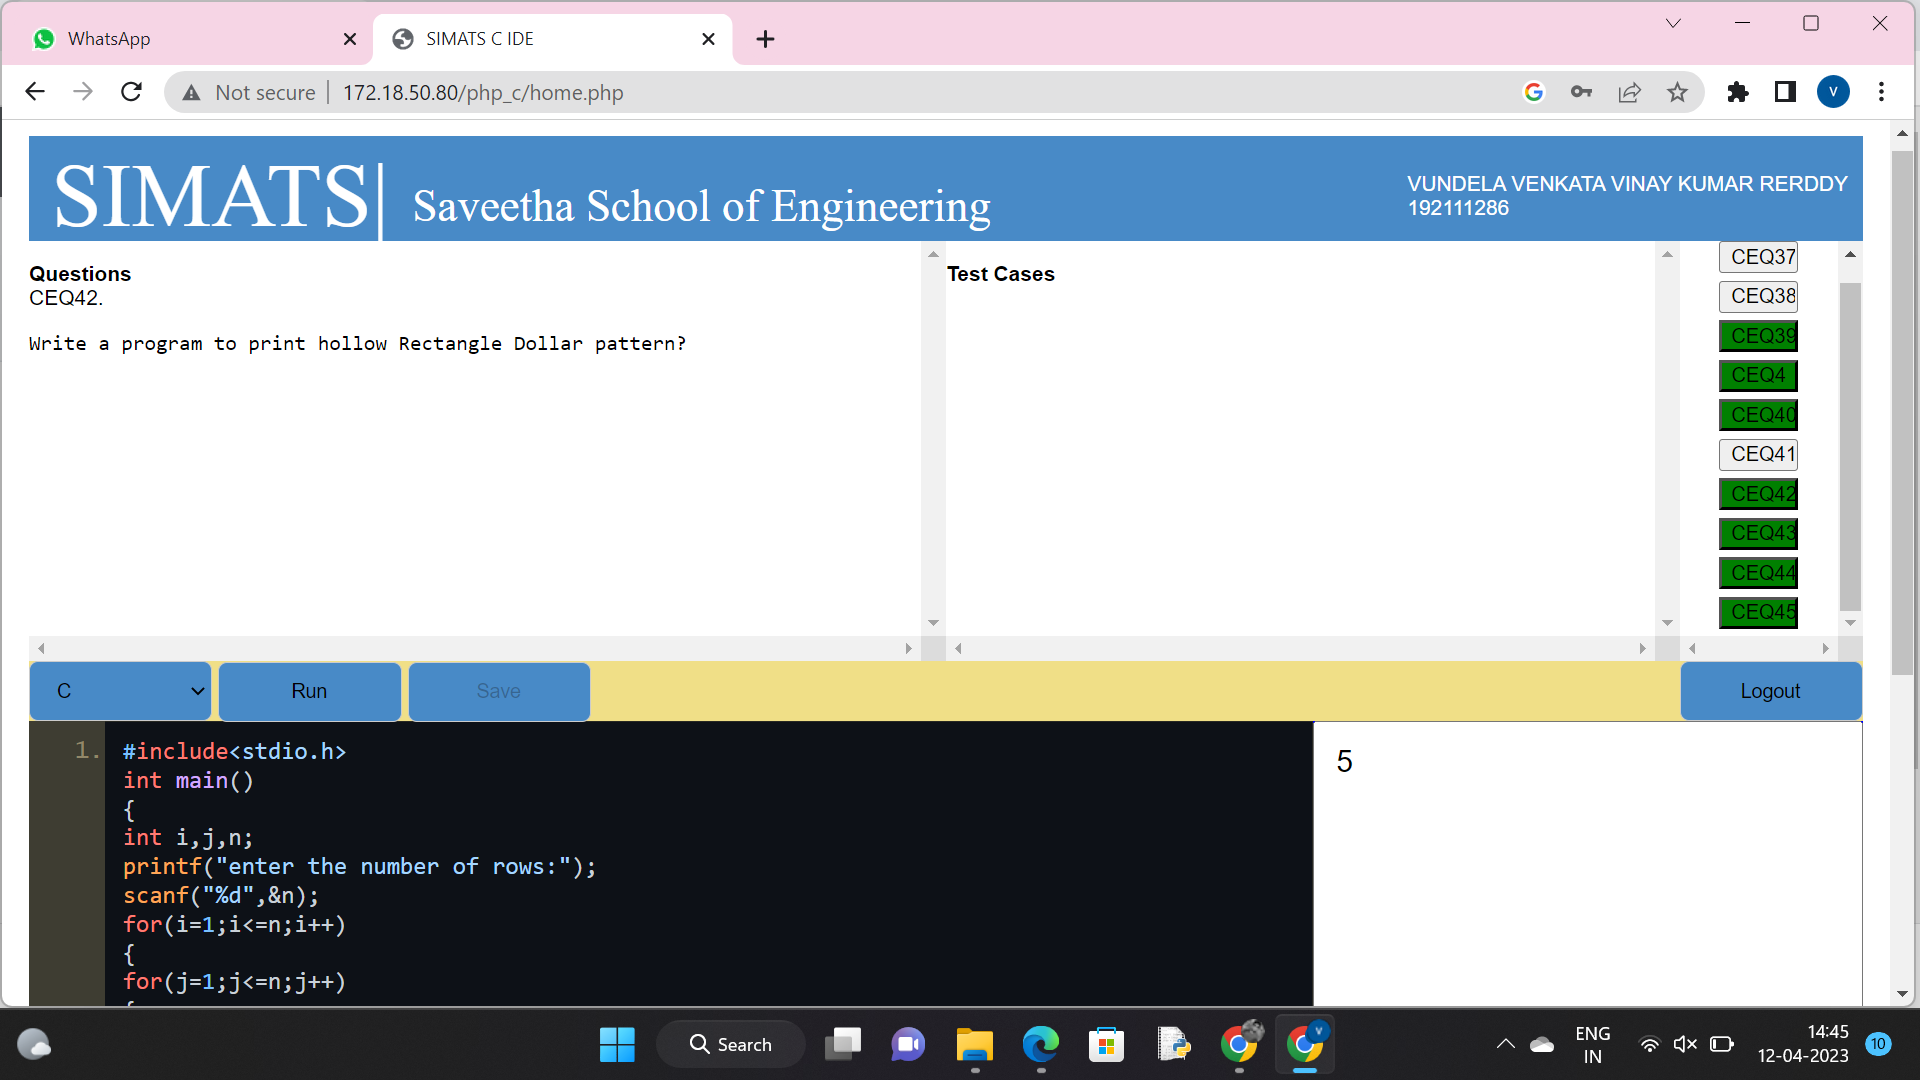 WhatsApp
SIMATS C IDE
Not secure
172.18.50.80/php_c/home.php
V
SIMATS|
Saveetha School of Engineering
VUNDELA VENKATA VINAY KUMAR RERDDY
192111286
Questions
CEQ42.
Write a program to print hollow Rectangle Dollar pattern?
Test Cases
CEQ37
CEQ38
CEQ39
CEQ4
CEQ40
CEQ41
CEQ42
CEQ43
CEQ44
CEQ45
C
Run
Save
Logout
1.
#include<stdio.h>
int main()
{
int i,j,n;
printf("enter the number of rows:");
scanf("%d",&n);
for(i=1;i<=n;i++)
{
for(j=1;j<=n;j++)
5
Search
V
ENG
IN
14:45
12-04-2023
10